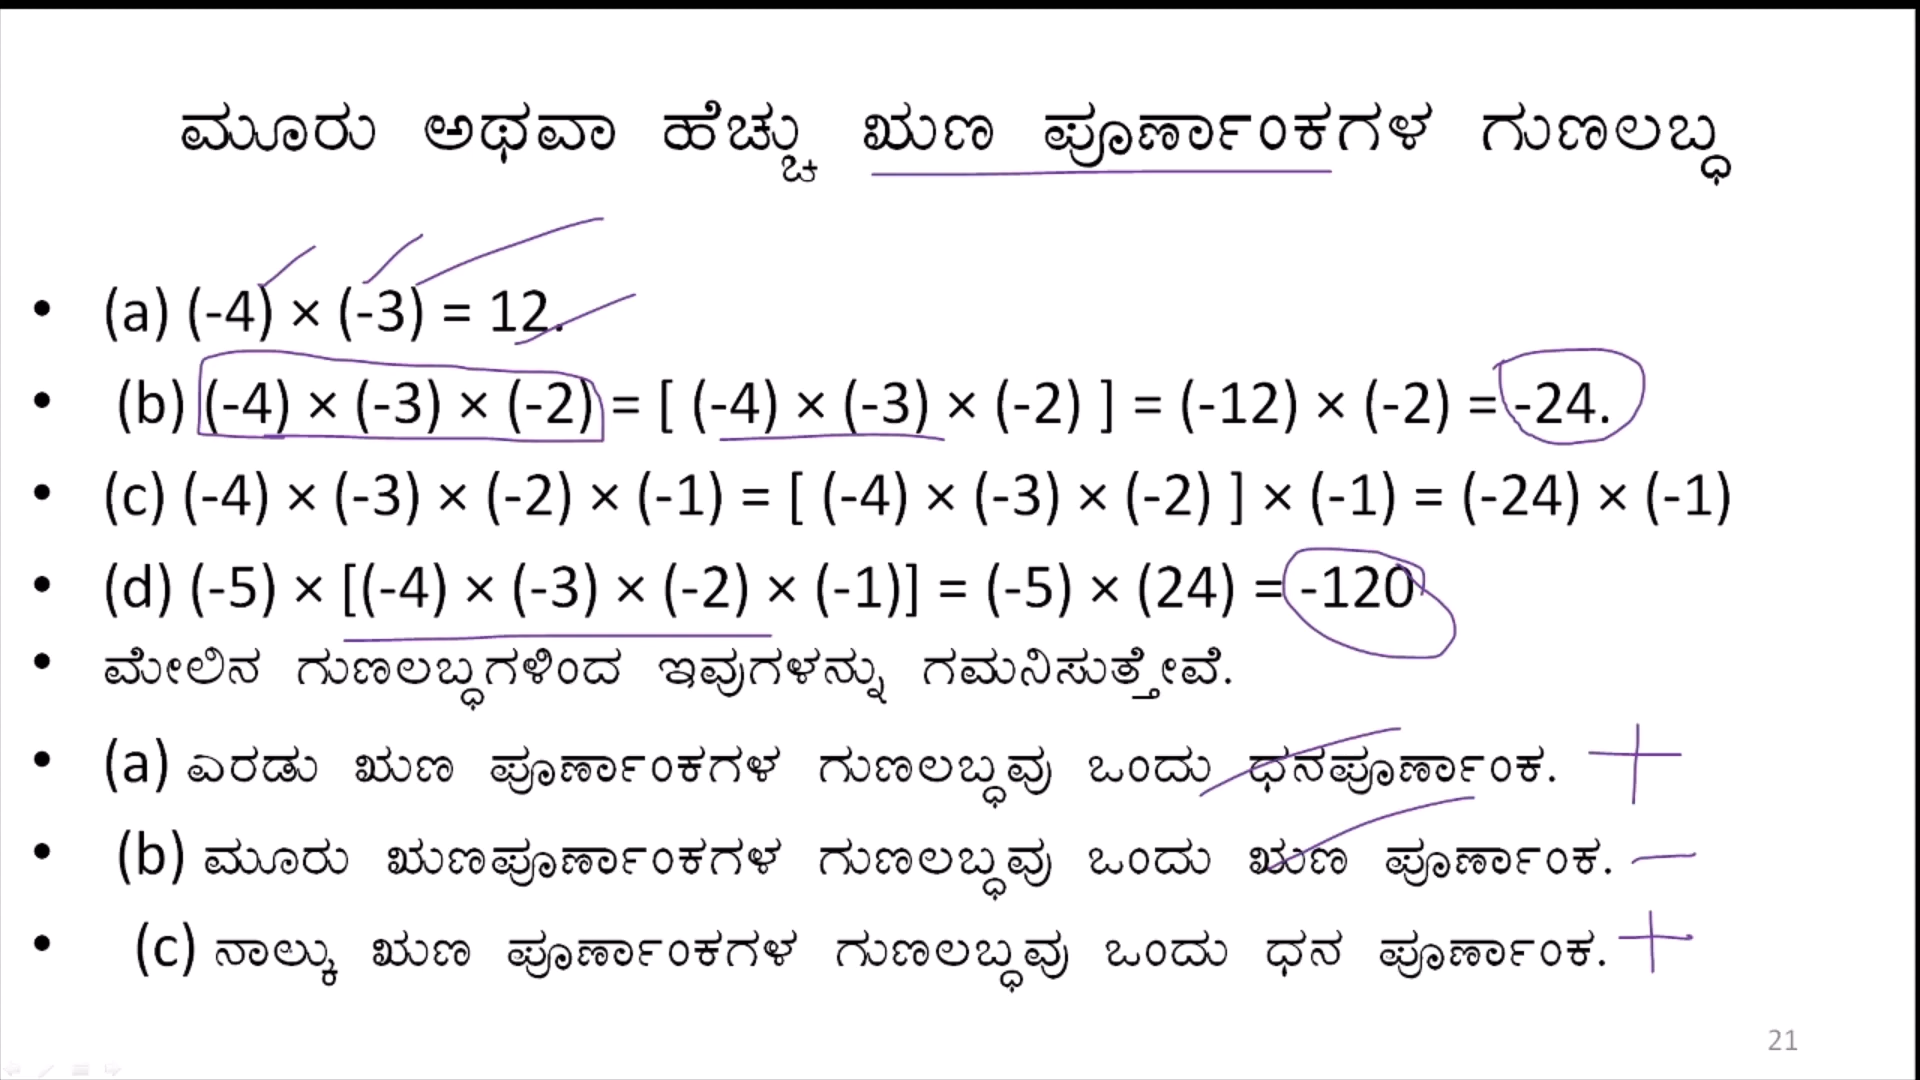 ಮೂರು ಅಥವಾ ಹೆಚ್ಚು ಋಣ ಪೂರ್ಣಾಂಕಗಳ ಗುಣಲಬ್ಧ
• (a) (-4) × (-3) = 12.
• (b) (-4) × (-3) × (-2) = [ (-4) × (-3) × (-2) ] = (-12) × (-2) = -24.
• (c) (-4) × (-3) × (-2) × (-1) = [ (-4) × (-3) × (-2) ] × (-1) = (-24) × (-1)
• (d) (-5) × [(-4) × (-3) × (-2) × (-1)] = (-5) × (24) = -120
• ಮೇಲಿನ ಗುಣಲಬ್ಧಗಳಿಂದ ಇವುಗಳನ್ನು ಗಮನಿಸುತ್ತೇವೆ.
• (a) ಎರಡು ಋಣ ಪೂರ್ಣಾಂಕಗಳ ಗುಣಲಬ್ಧವು ಒಂದು ಧನಪೂರ್ಣಾಂಕ. +
• (b) ಮೂರು ಋಣಪೂರ್ಣಾಂಕಗಳ ಗುಣಲಬ್ಧವು ಒಂದು ಋಣ ಪೂರ್ಣಾಂಕ. –
• (c) ನಾಲ್ಕು ಋಣ ಪೂರ್ಣಾಂಕಗಳ ಗುಣಲಬ್ಧವು ಒಂದು ಧನ ಪೂರ್ಣಾಂಕ. +
21